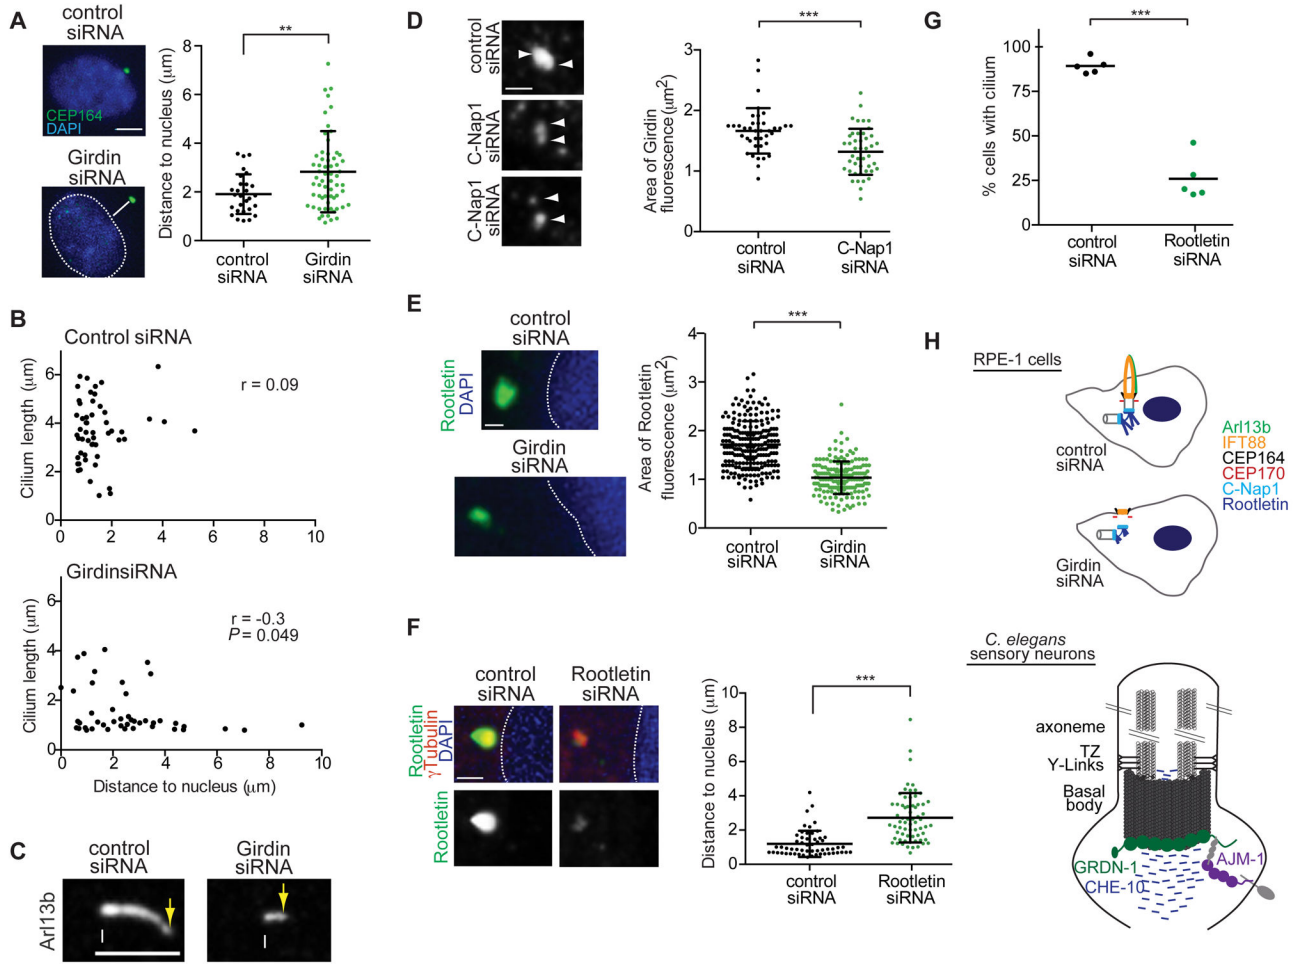 A
control
siRNA
CEP164
DAPI
Girdin
siRNA
Distance to nucleus (μm)
8
6
4
2
0
**
control
siRNA
Girdin
siRNA
B
Control siRNA
Cilium length (μm)
6
4
2
0
r = 0.09
0 2 4 6 8 10
GirdinsiRNA
Cilium length (μm)
6
4
2
0
r = -0.3
P = 0.049
0 2 4 6 8 10
Distance to nucleus (μm)
C
control
siRNA
Girdin
siRNA
Arl13b
D
control
siRNA
C-Nap1
siRNA
C-Nap1
siRNA
Area of Girdin
fluorescence (μm2)
3
2
1
0
***
control
siRNA
C-Nap1
siRNA
E
control
siRNA
Rootletin
DAPI
Girdin
siRNA
Area of Rootletin
fluorescence (μm2)
4
3
2
1
0
***
control
siRNA
Girdin
siRNA
F
control
siRNA
Rootletin
siRNA
Rootletin
γTubulin
DAPI
Rootletin
Distance to nucleus (μm)
10
8
6
4
2
0
***
control
siRNA
Rootletin
siRNA
G
% cells with cilium
100
75
50
25
0
***
control
siRNA
Rootletin
siRNA
H
RPE-1 cells
control
siRNA
Arl13b
IFT88
CEP164
CEP170
C-Nap1
Rootletin
Girdin
siRNA
C. elegans
sensory neurons
axoneme
TZ
Y-Links
Basal
body
GRDN-1
AJM-1
CHE-10